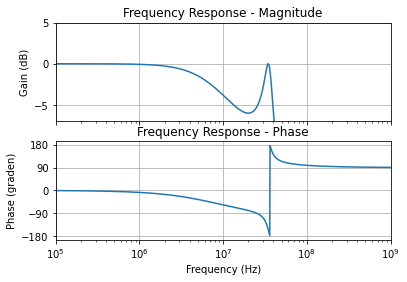 Frequency Response - Magnitude
Gain (dB)
5
0
−5
Frequency Response - Phase
Phase (graden)
180
90
0
−90
−180
10^5 10^6 10^7 10^8 10^9
Frequency (Hz)